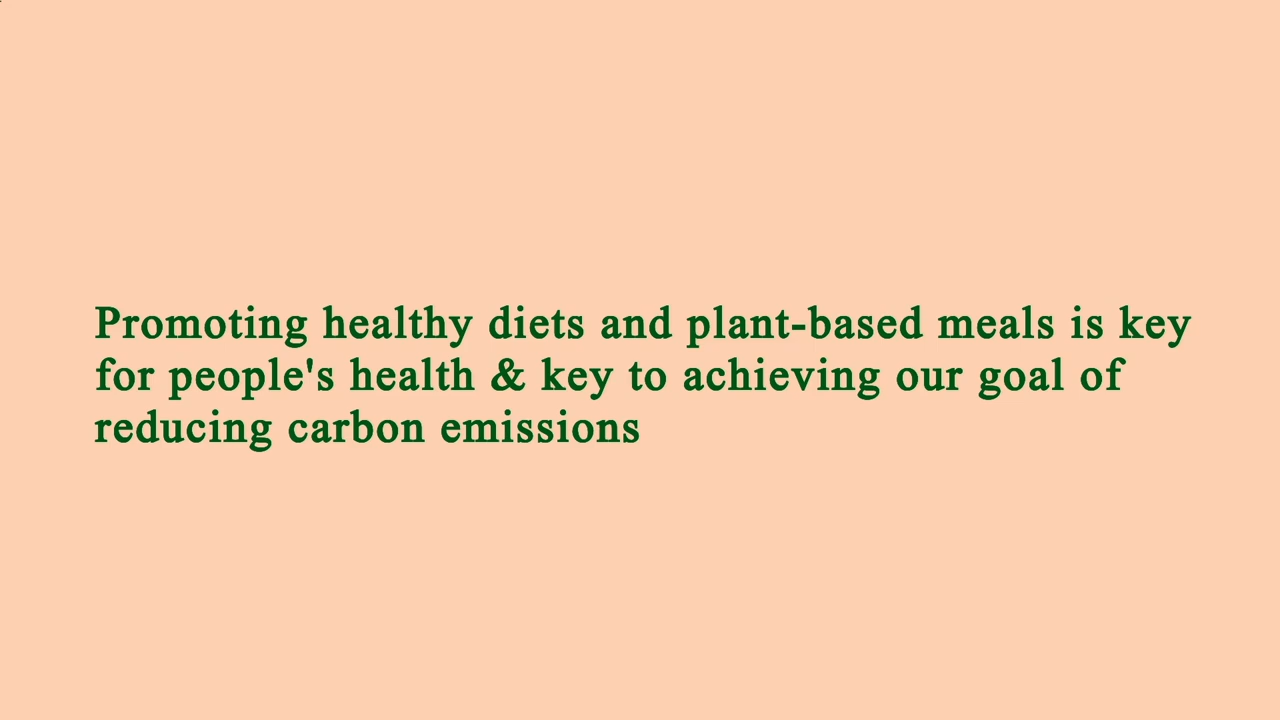 Promoting healthy diets and plant-based meals is key
for people's health & key to achieving our goal of
reducing carbon emissions